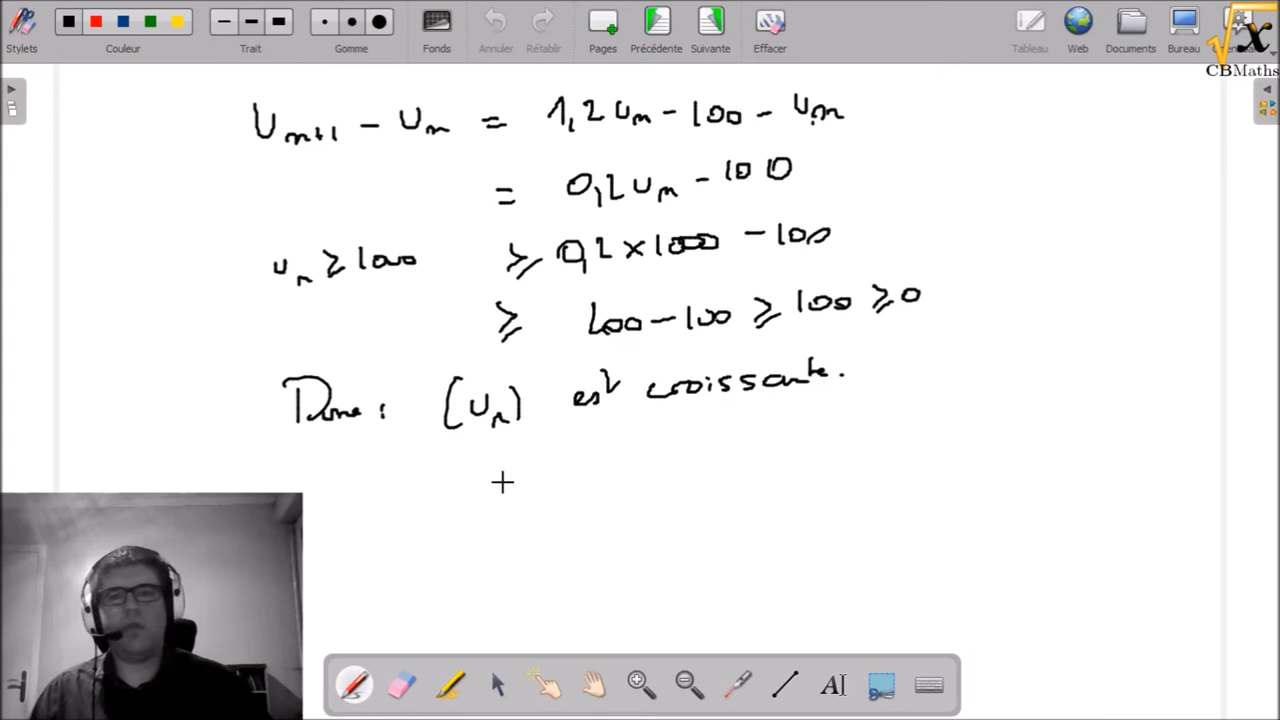 Stylets Couleur Trait Gomme Fonds Annuler Rétablir Pages Précédente Suivante Effacer Tableau Web Documents Bureau
CBMaths
U_{n+1} - U_n = 1,2 U_n - 100 - U_n
= 0,2 U_n - 100
u_n ⩾ 1000 ⩾ 0,2 × 1000 - 100
⩾ 200 - 100 ⩾ 100 ⩾ 0
Donc : (U_n) est croissante.